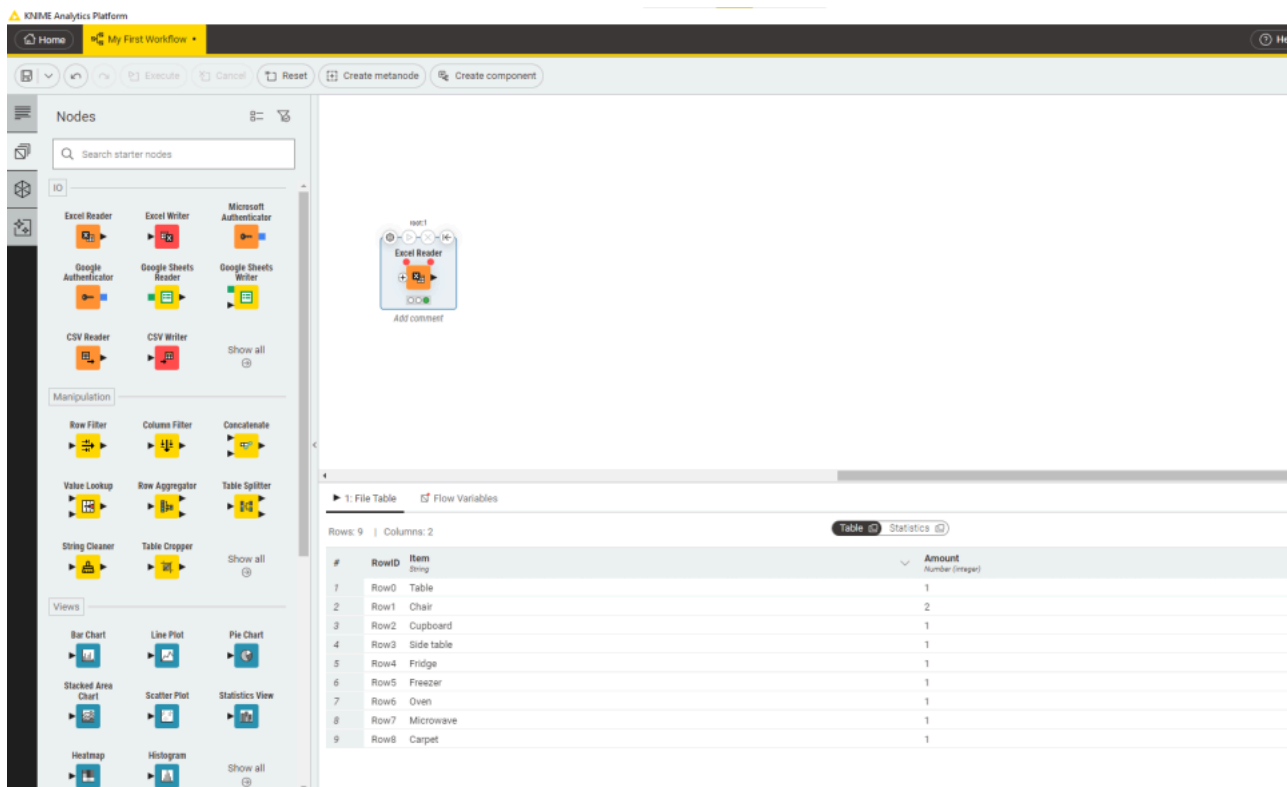 KNIME Analytics Platform
Home My First Workflow •
Execute Cancel Reset Create metanode Create component
Nodes
Search starter nodes
IO
Excel Reader Excel Writer Microsoft Authenticator
Google Authenticator Google Sheets Reader Google Sheets Writer
CSV Reader CSV Writer Show all
Manipulation
Row Filter Column Filter Concatenate
Value Lookup Row Aggregator Table Splitter
String Cleaner Table Cropper Show all
Views
Bar Chart Line Plot Pie Chart
Stacked Area Chart Scatter Plot Statistics View
Heatmap Histogram Show all
root:1
Excel Reader
Add comment
1: File Table Flow Variables
Rows: 9 | Columns: 2 Table Statistics
# RowID Item Amount
String Number (integer)
1 Row0 Table 1
2 Row1 Chair 2
3 Row2 Cupboard 1
4 Row3 Side table 1
5 Row4 Fridge 1
6 Row5 Freezer 1
7 Row6 Oven 1
8 Row7 Microwave 1
9 Row8 Carpet 1